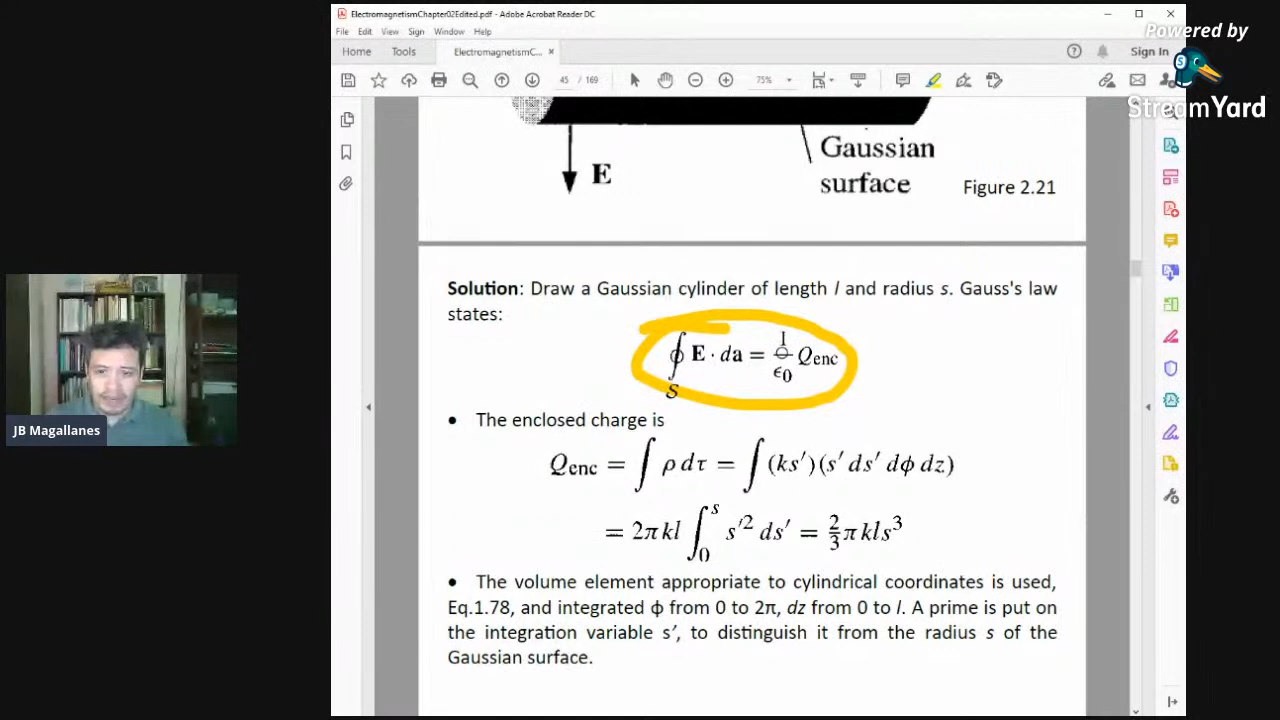 ElectromagnetismChapter02Edited.pdf - Adobe Acrobat Reader DC
File Edit View Sign Window Help
Powered by
StreamYard
Home Tools ElectromagnetismC... × Sign In
45 / 169 75%
Gaussian
surface
E
Figure 2.21
Solution: Draw a Gaussian cylinder of length l and radius s. Gauss's law
states:
∮_S E · da = 1/ϵ₀ Qenc
• The enclosed charge is
Qenc = ∫ ρ dτ = ∫ (ks′)(s′ ds′ dϕ dz)
= 2πkl ∫₀ˢ s′² ds′ = 2/3 πkls³
• The volume element appropriate to cylindrical coordinates is used,
Eq.1.78, and integrated ϕ from 0 to 2π, dz from 0 to l. A prime is put on
the integration variable s′, to distinguish it from the radius s of the
Gaussian surface.
JB Magallanes